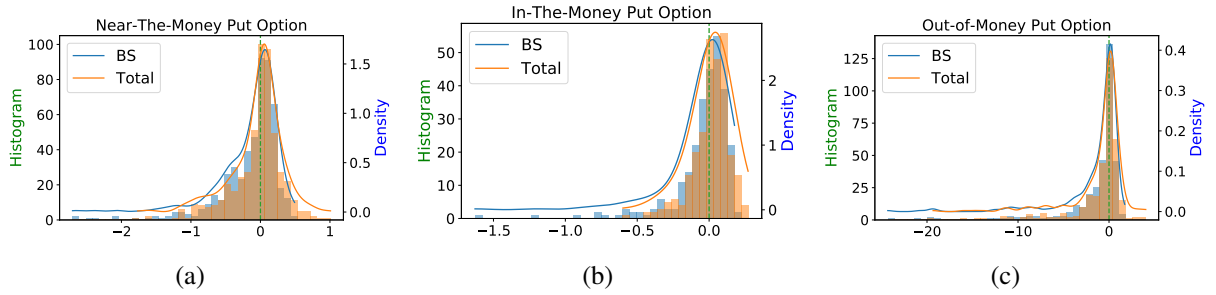 Near-The-Money Put Option
BS
Total
Histogram
Density
100
80
60
40
20
0
1.5
1.0
0.5
0.0
−2 −1 0 1
(a)
In-The-Money Put Option
BS
Total
Histogram
Density
50
40
30
20
10
0
2
1
0
−1.5 −1.0 −0.5 0.0
(b)
Out-of-Money Put Option
BS
Total
Histogram
Density
125
100
75
50
25
0
0.4
0.3
0.2
0.1
0.0
−20 −10 0
(c)